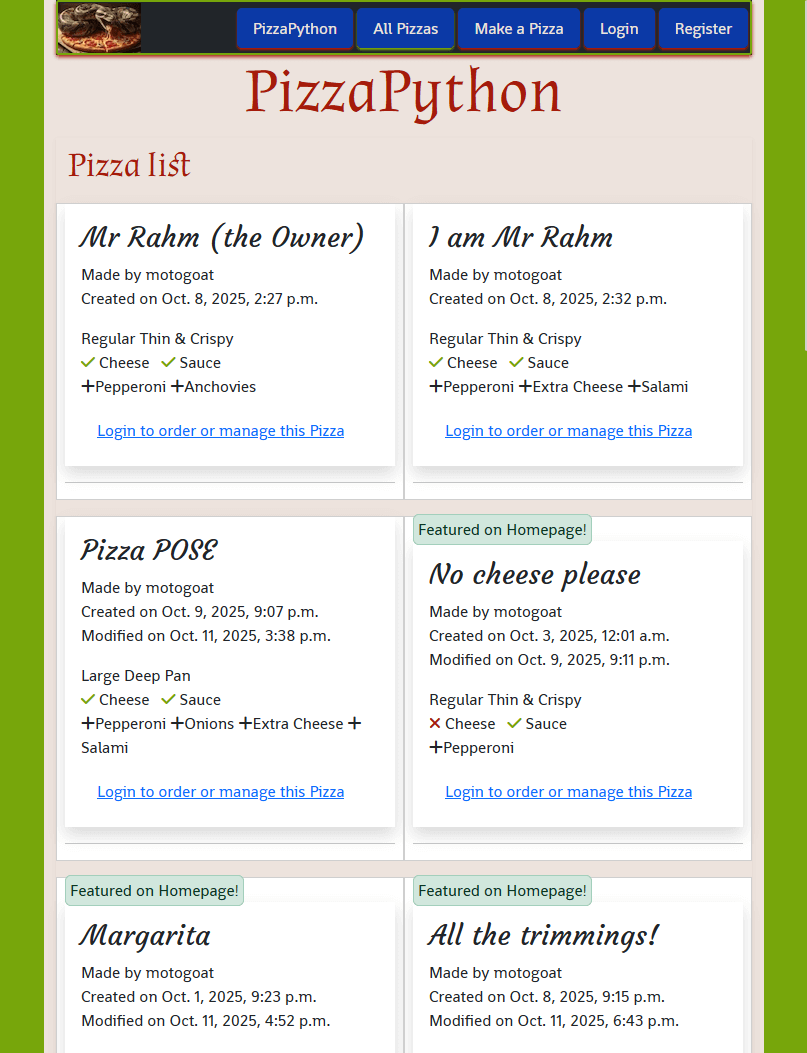 PizzaPython All Pizzas Make a Pizza Login Register
PizzaPython
Pizza list
Mr Rahm (the Owner)
Made by motogoat
Created on Oct. 8, 2025, 2:27 p.m.
Regular Thin & Crispy
Cheese Sauce
Pepperoni Anchovies
Login to order or manage this Pizza
I am Mr Rahm
Made by motogoat
Created on Oct. 8, 2025, 2:32 p.m.
Regular Thin & Crispy
Cheese Sauce
Pepperoni Extra Cheese Salami
Login to order or manage this Pizza
Pizza POSE
Made by motogoat
Created on Oct. 9, 2025, 9:07 p.m.
Modified on Oct. 11, 2025, 3:38 p.m.
Large Deep Pan
Cheese Sauce
Pepperoni Onions Extra Cheese
Salami
Login to order or manage this Pizza
Featured on Homepage!
No cheese please
Made by motogoat
Created on Oct. 3, 2025, 12:01 a.m.
Modified on Oct. 9, 2025, 9:11 p.m.
Regular Thin & Crispy
Cheese Sauce
Pepperoni
Login to order or manage this Pizza
Featured on Homepage!
Margarita
Made by motogoat
Created on Oct. 1, 2025, 9:23 p.m.
Modified on Oct. 11, 2025, 4:52 p.m.
Featured on Homepage!
All the trimmings!
Made by motogoat
Created on Oct. 8, 2025, 9:15 p.m.
Modified on Oct. 11, 2025, 6:43 p.m.